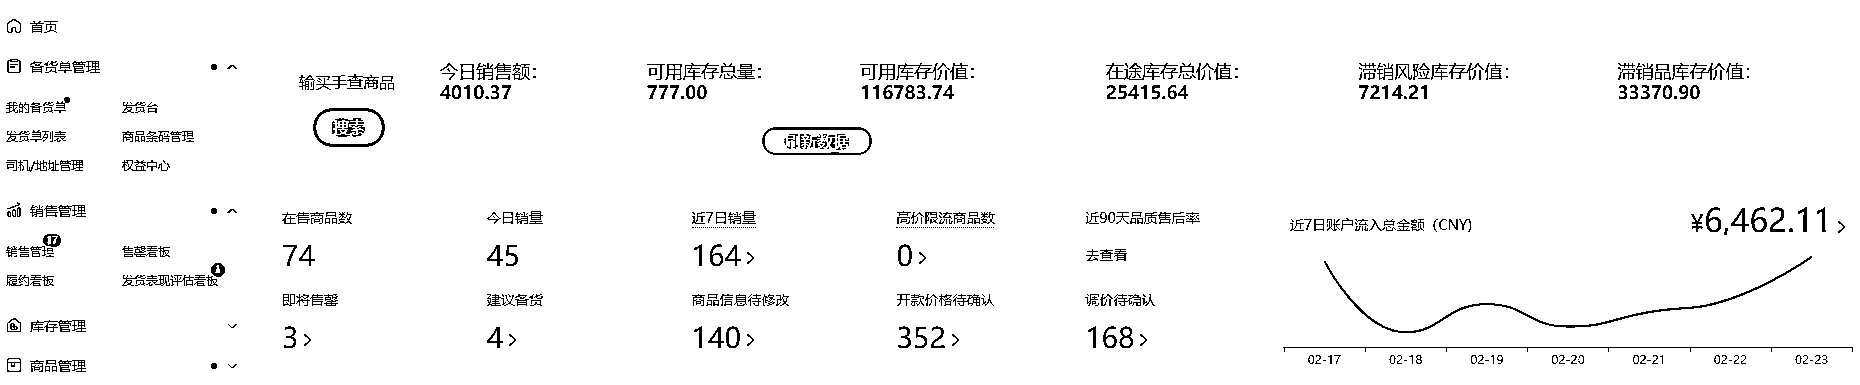 首页
备货单管理
我的备货单 发货台
发货单列表 商品条码管理
司机/地址管理 权益中心
销售管理
销售管理 17 售罄看板
履约看板 发货表现评估看板 1
库存管理
商品管理
输买手查商品
搜索
今日销售额:
4010.37
可用库存总量:
777.00
可用库存价值:
116783.74
在途库存总价值:
25415.64
滞销风险库存价值:
7214.21
滞销品库存价值:
33370.90
刷新数据
在售商品数
74
今日销量
45
近7日销量
164
高价限流商品数
0
近90天品质售后率
去查看
即将售罄
3
建议备货
4
商品信息待修改
140
开款价格待确认
352
调价待确认
168
近7日账户流入总金额 (CNY)
¥6,462.11
02-17 02-18 02-19 02-20 02-21 02-22 02-23